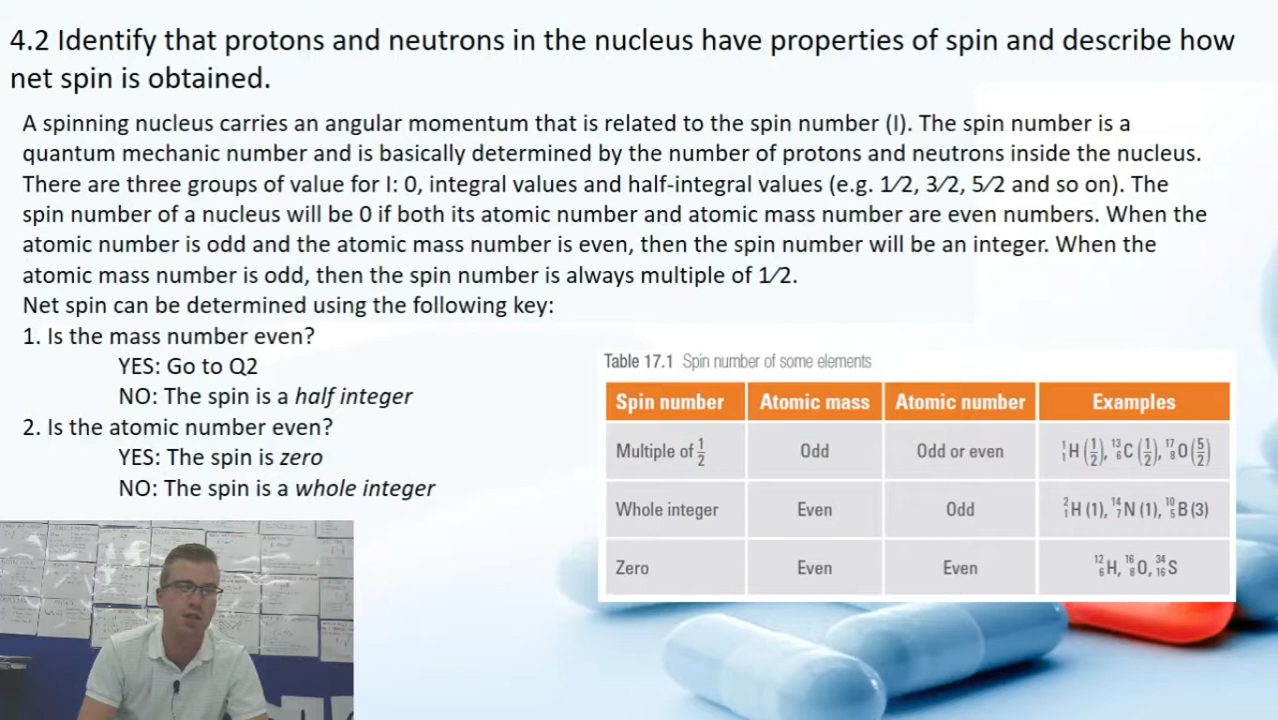 4.2 Identify that protons and neutrons in the nucleus have properties of spin and describe how
net spin is obtained.
A spinning nucleus carries an angular momentum that is related to the spin number (I). The spin number is a
quantum mechanic number and is basically determined by the number of protons and neutrons inside the nucleus.
There are three groups of value for I: 0, integral values and half-integral values (e.g. 1⁄2, 3⁄2, 5⁄2 and so on). The
spin number of a nucleus will be 0 if both its atomic number and atomic mass number are even numbers. When the
atomic number is odd and the atomic mass number is even, then the spin number will be an integer. When the
atomic mass number is odd, then the spin number is always multiple of 1⁄2.
Net spin can be determined using the following key:
1. Is the mass number even?
YES: Go to Q2
NO: The spin is a half integer
2. Is the atomic number even?
YES: The spin is zero
NO: The spin is a whole integer
Table 17.1 Spin number of some elements
Spin number Atomic mass Atomic number Examples
Multiple of 1/2 Odd Odd or even ¹₁H (1/2), ¹³₆C (1/2), ¹⁷₈O (5/2)
Whole integer Even Odd ²₁H (1), ¹⁴₇N (1), ¹⁰₅B (3)
Zero Even Even ¹²₆H, ¹⁶₈O, ³⁴₁₆S